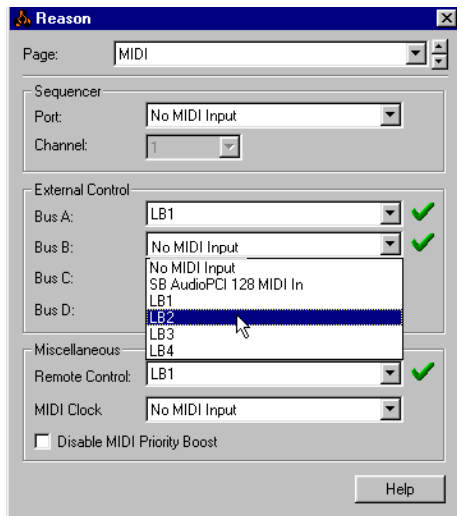 Reason
Page: MIDI
Sequencer
Port: No MIDI Input
Channel: 1
External Control
Bus A: LB1
Bus B: No MIDI Input
No MIDI Input
SB AudioPCI 128 MIDI In
Bus C:
LB1
LB2
Bus D:
LB3
LB4
Miscellaneous
Remote Control: LB1
MIDI Clock No MIDI Input
Disable MIDI Priority Boost
Help